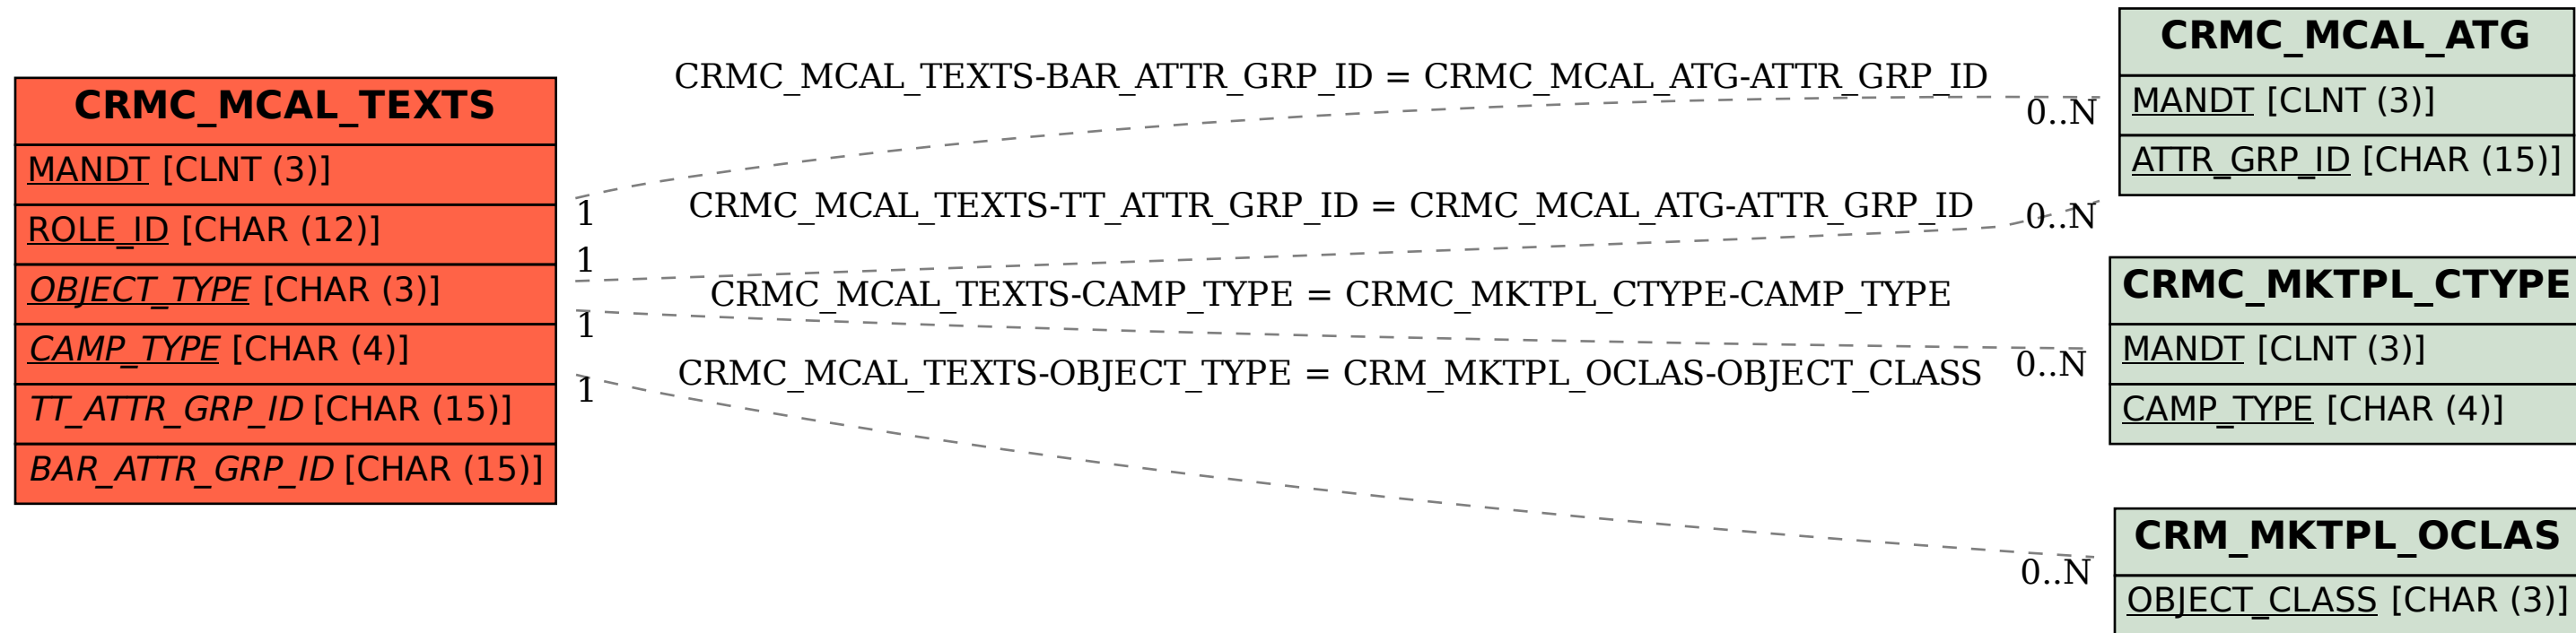 CRMC_MCAL_TEXTS
MANDT [CLNT (3)]
ROLE_ID [CHAR (12)]
OBJECT_TYPE [CHAR (3)]
CAMP_TYPE [CHAR (4)]
TT_ATTR_GRP_ID [CHAR (15)]
BAR_ATTR_GRP_ID [CHAR (15)]
CRMC_MCAL_TEXTS-BAR_ATTR_GRP_ID = CRMC_MCAL_ATG-ATTR_GRP_ID
1
0..N
CRMC_MCAL_TEXTS-TT_ATTR_GRP_ID = CRMC_MCAL_ATG-ATTR_GRP_ID
1
0..N
CRMC_MCAL_TEXTS-CAMP_TYPE = CRMC_MKTPL_CTYPE-CAMP_TYPE
1
0..N
CRMC_MCAL_TEXTS-OBJECT_TYPE = CRM_MKTPL_OCLAS-OBJECT_CLASS
1
0..N
CRMC_MCAL_ATG
MANDT [CLNT (3)]
ATTR_GRP_ID [CHAR (15)]
CRMC_MKTPL_CTYPE
MANDT [CLNT (3)]
CAMP_TYPE [CHAR (4)]
CRM_MKTPL_OCLAS
OBJECT_CLASS [CHAR (3)]